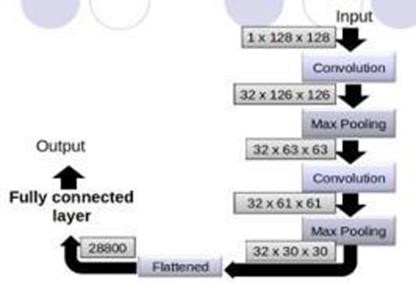 Input
1 x 128 x 128
Convolution
32 x 126 x 126
Max Pooling
32 x 63 x 63
Convolution
32 x 61 x 61
Max Pooling
32 x 30 x 30
Flattened
28800
Fully connected
layer
Output